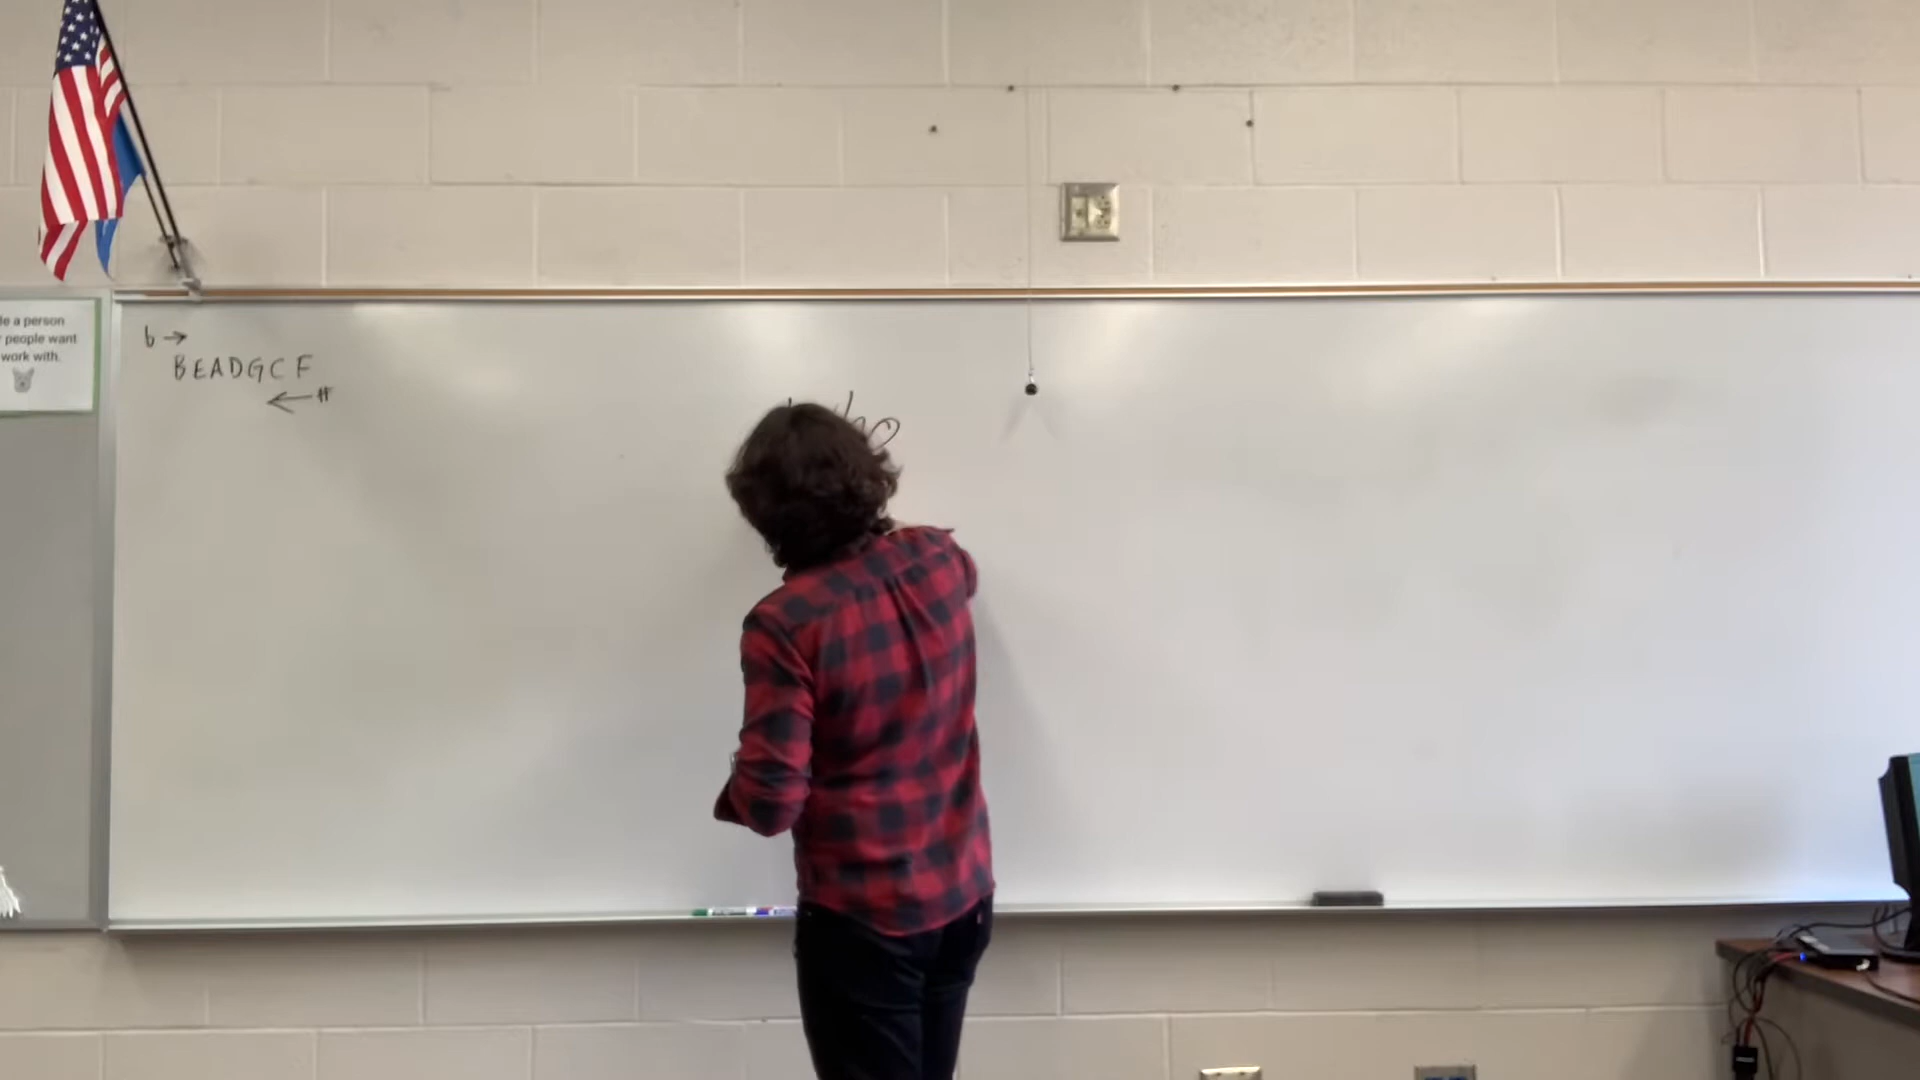 le a person
people want
work with.
b →
BEADGCF
← #